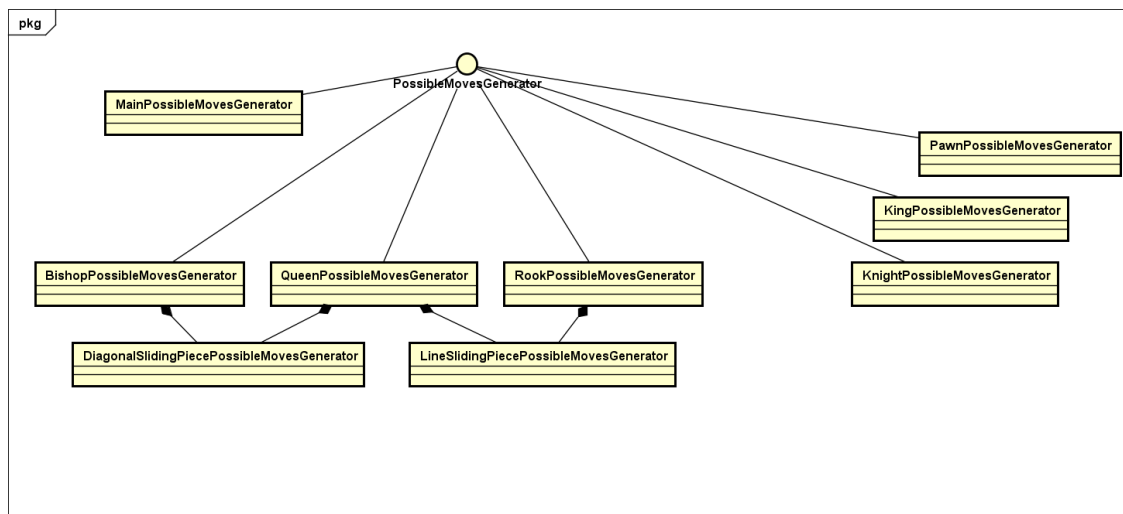 pkg
PossibleMovesGenerator
MainPossibleMovesGenerator
PawnPossibleMovesGenerator
KingPossibleMovesGenerator
BishopPossibleMovesGenerator
QueenPossibleMovesGenerator
RookPossibleMovesGenerator
KnightPossibleMovesGenerator
DiagonalSlidingPiecePossibleMovesGenerator
LineSlidingPiecePossibleMovesGenerator